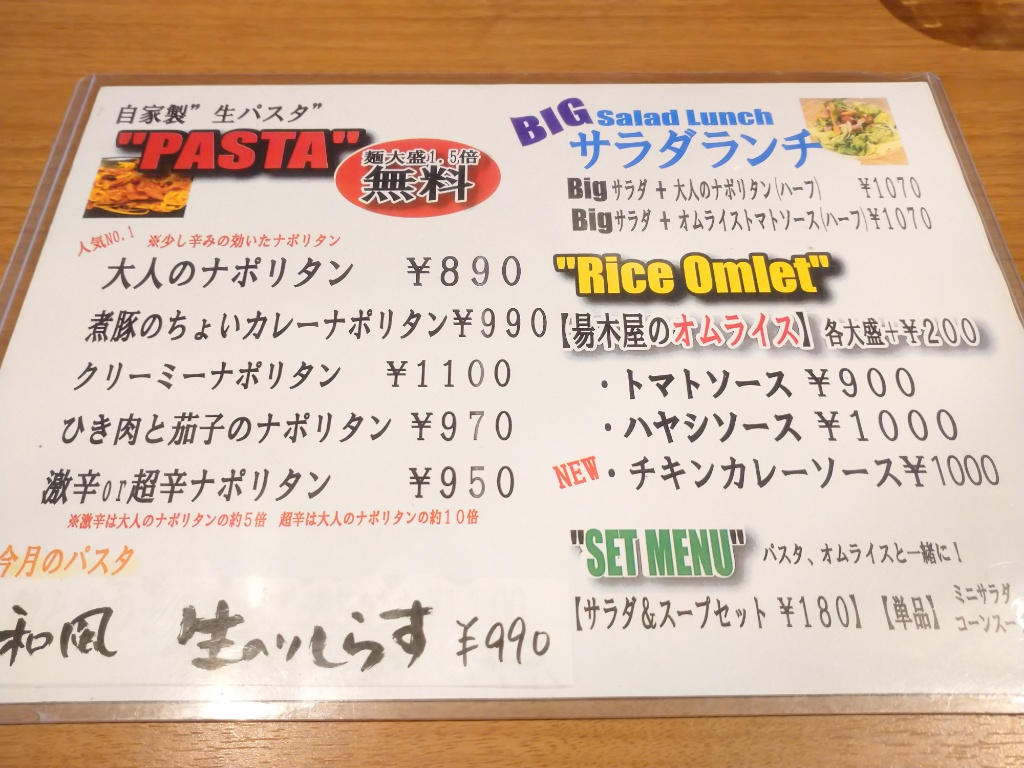 自家製”生パスタ”
"PASTA"
麺大盛1.5倍
無料
人気NO.1 ※少し辛みの効いたナポリタン
大人のナポリタン ¥890
煮豚のちょいカレーナポリタン¥990
クリーミーナポリタン ¥1100
ひき肉と茄子のナポリタン ¥970
激辛or超辛ナポリタン ¥950
※激辛は大人のナポリタンの約5倍 超辛は大人のナポリタンの約10倍
今月のパスタ
和風 生のりしらす ¥990
BIG Salad Lunch
サラダランチ
Bigサラダ + 大人のナポリタン(ハーフ) ¥1070
Bigサラダ + オムライストマトソース(ハーフ)¥1070
"Rice Omlet"
【昜木屋のオムライス】 各大盛+¥200
・トマトソース ¥900
・ハヤシソース ¥1000
NEW・チキンカレーソース¥1000
"SET MENU" パスタ、オムライスと一緒に!
【サラダ&スープセット ¥180】【単品】 ミニサラダ
コーンスー